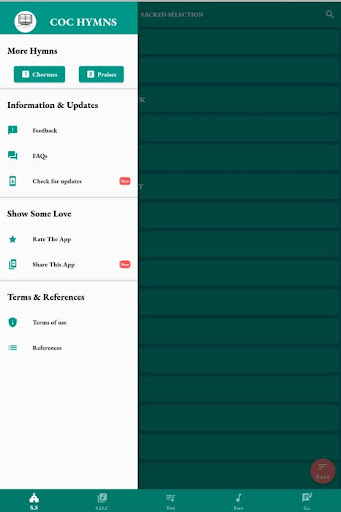 COC HYMNS
SACRED SELECTION
More Hymns
1 Choruses
2 Praises
K
Information & Updates
Feedback
FAQs
Check for updates
New
Y
Show Some Love
Rate The App
Share This App
New
Terms & References
Terms of use
References
Sort
S.S
S.O.C
Twi
Ewe
Ga